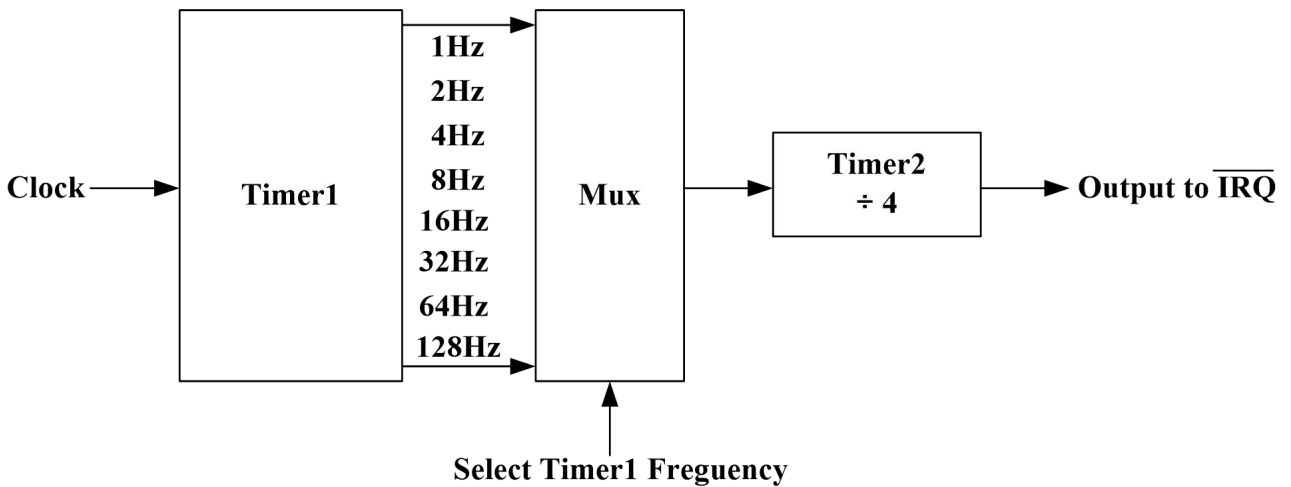 Clock
Timer1
1Hz
2Hz
4Hz
8Hz
16Hz
32Hz
64Hz
128Hz
Mux
Timer2
÷ 4
Output to IRQ
Select Timer1 Freguency